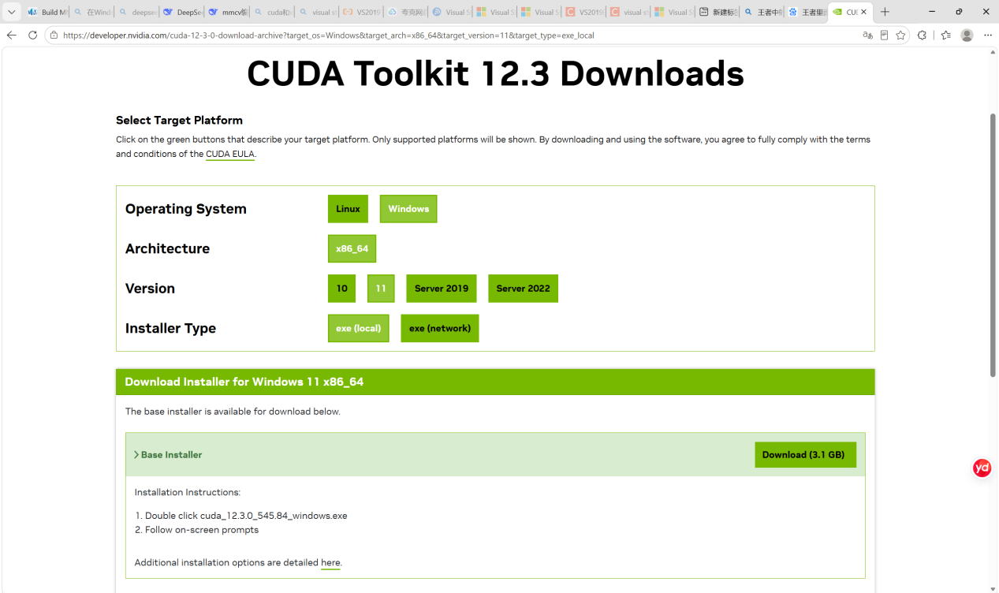 Build M
在Wind
deepsee
DeepSe
mmcv编
cuda和v
visual st
VS2019
夸克网
Visual S
Visual S
Visual S
VS2019
visual st
Visual S
新建标签
王者中
王者里
CUD
https://developer.nvidia.com/cuda-12-3-0-download-archive?target_os=Windows&target_arch=x86_64&target_version=11&target_type=exe_local
CUDA Toolkit 12.3 Downloads
Select Target Platform
Click on the green buttons that describe your target platform. Only supported platforms will be shown. By downloading and using the software, you agree to fully comply with the terms
and conditions of the CUDA EULA.
Operating System Linux Windows
Architecture x86_64
Version 10 11 Server 2019 Server 2022
Installer Type exe (local) exe (network)
Download Installer for Windows 11 x86_64
The base installer is available for download below.
Base Installer Download (3.1 GB)
yd
Installation Instructions:
1. Double click cuda_12.3.0_545.84_windows.exe
2. Follow on-screen prompts
Additional installation options are detailed here.